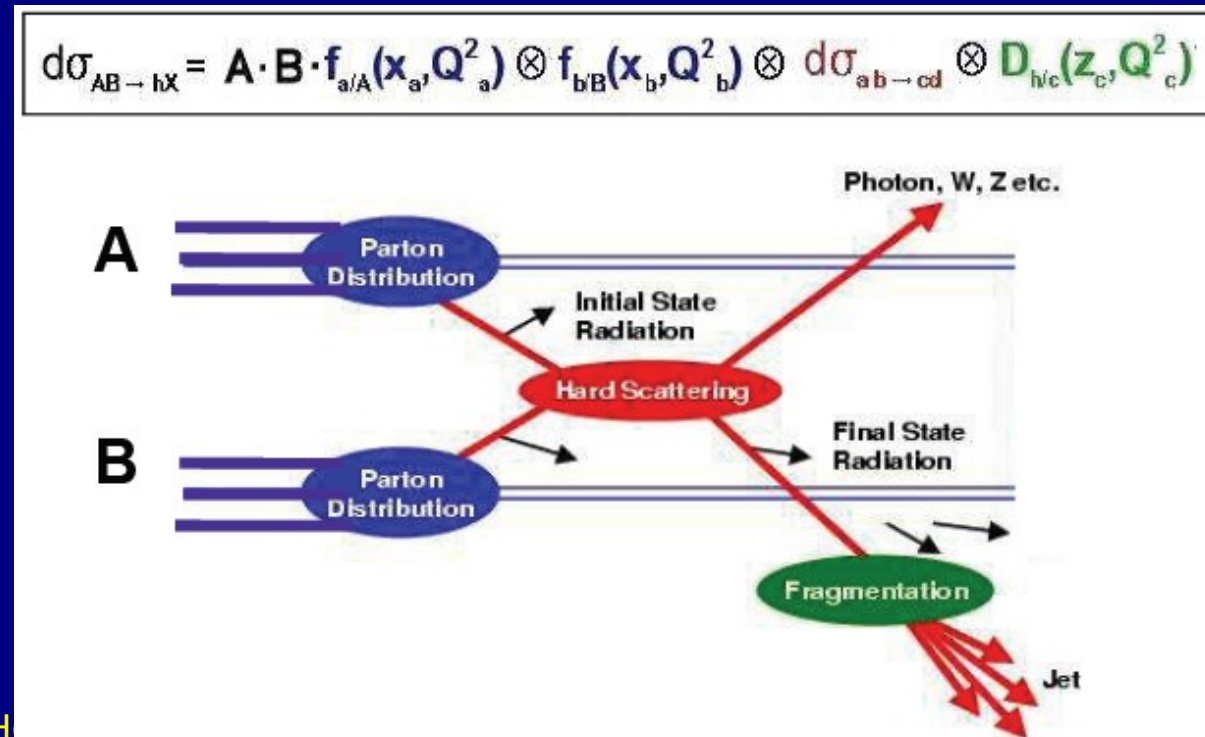 dσ_AB→hX = A·B·f_a/A(x_a,Q²_a) ⊗ f_b/B(x_b,Q²_b) ⊗ dσ_ab→cd ⊗ D_h/c(z_c,Q²_c)
Photon, W, Z etc.
A
Parton
Distribution
Initial State
Radiation
Hard Scattering
B
Parton
Distribution
Final State
Radiation
Fragmentation
Jet
H